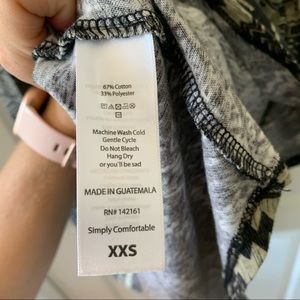 67% Cotton
33% Polyester
Machine Wash Cold
Gentle Cycle
Do Not Bleach
Hang Dry
or you'll be sad
MADE IN GUATEMALA
RN# 142161
Simply Comfortable
XXS